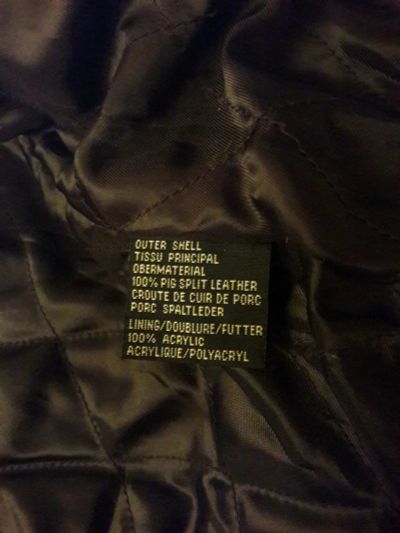 OUTER SHELL
TISSU PRINCIPAL
OBERMATERIAL
100% PIG SPLIT LEATHER
CROUTE DE CUIR DE PORC
PORC SPALTLEDER
LINING/DOUBLURE/FUTTER
100% ACRYLIC
ACRYLIQUE/POLYACRYL